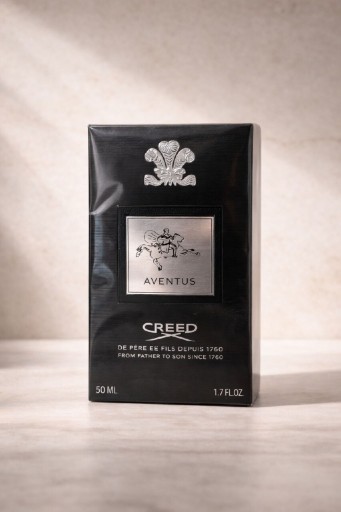 AVENTUS
CREED
DE PÈRE EE FILS DEPUIS 1760
FROM FATHER TO SON SINCE 1760
50 ML
1.7 FL.OZ.